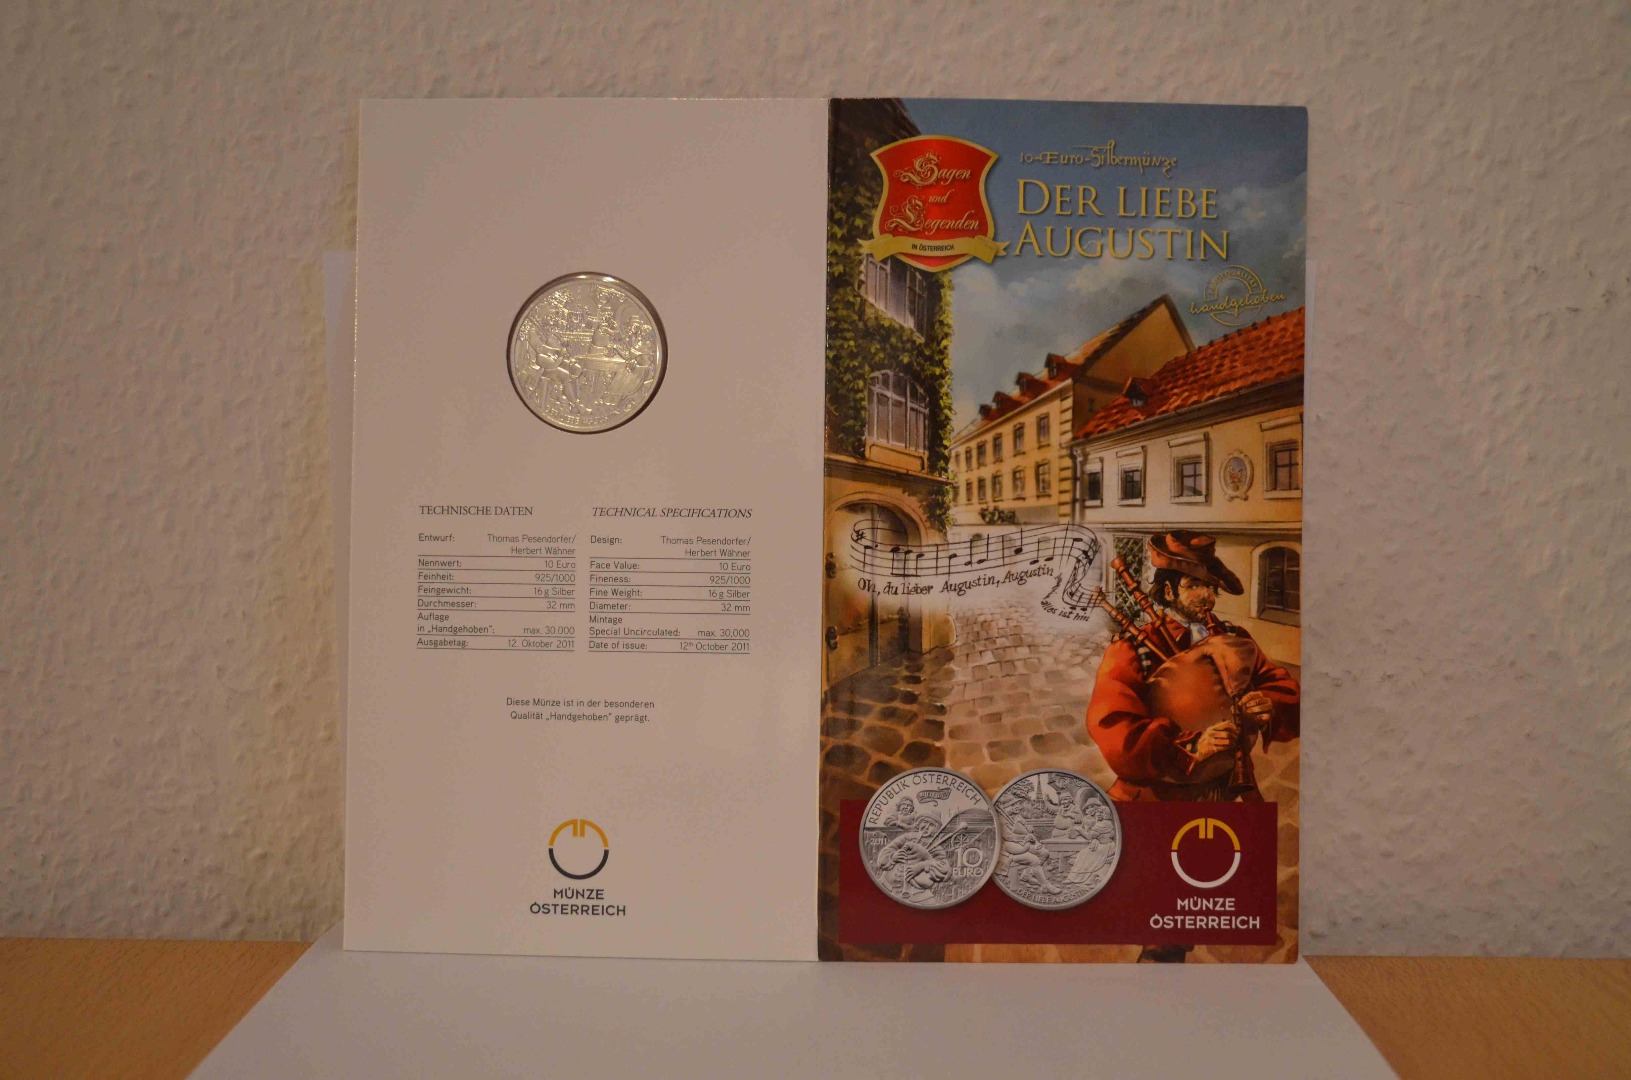 TECHNISCHE DATEN
Entwurf: Thomas Pesendorfer/
Herbert Wähner
Nennwert: 10 Euro
Feinheit: 925/1000
Feingewicht: 16 g Silber
Durchmesser: 32 mm
Auflage
in „Handgehoben": max. 30.000
Ausgabetag: 12. Oktober 2011
TECHNICAL SPECIFICATIONS
Design: Thomas Pesendorfer/
Herbert Wähner
Face Value: 10 Euro
Fineness: 925/1000
Fine Weight: 16 g Silber
Diameter: 32 mm
Mintage
Special Uncirculated: max. 30,000
Date of issue: 12th October 2011
Diese Münze ist in der besonderen
Qualität „Handgehoben" geprägt.
MÜNZE
ÖSTERREICH
Sagen
und
Legenden
IN ÖSTERREICH
10-Euro-Silbermünze
DER LIEBE
AUGUSTIN
handgehoben
Oh, du lieber Augustin, Augustin
alles ist hin
REPUBLIK ÖSTERREICH
2011
10
EURO
DER LIEBE AUGUSTIN
MÜNZE
ÖSTERREICH